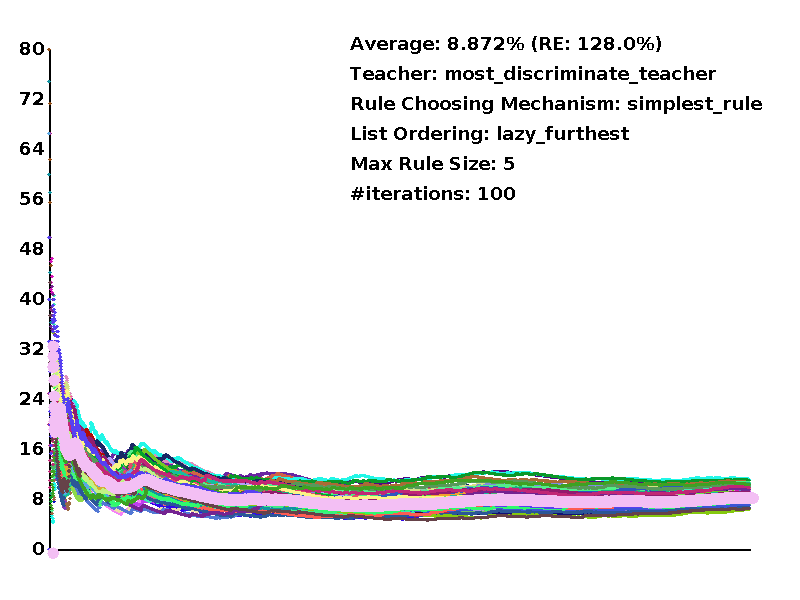 Average: 8.872% (RE: 128.0%)
Teacher: most_discriminate_teacher
Rule Choosing Mechanism: simplest_rule
List Ordering: lazy_furthest
Max Rule Size: 5
#iterations: 100
80
72
64
56
48
40
32
24
16
8
0